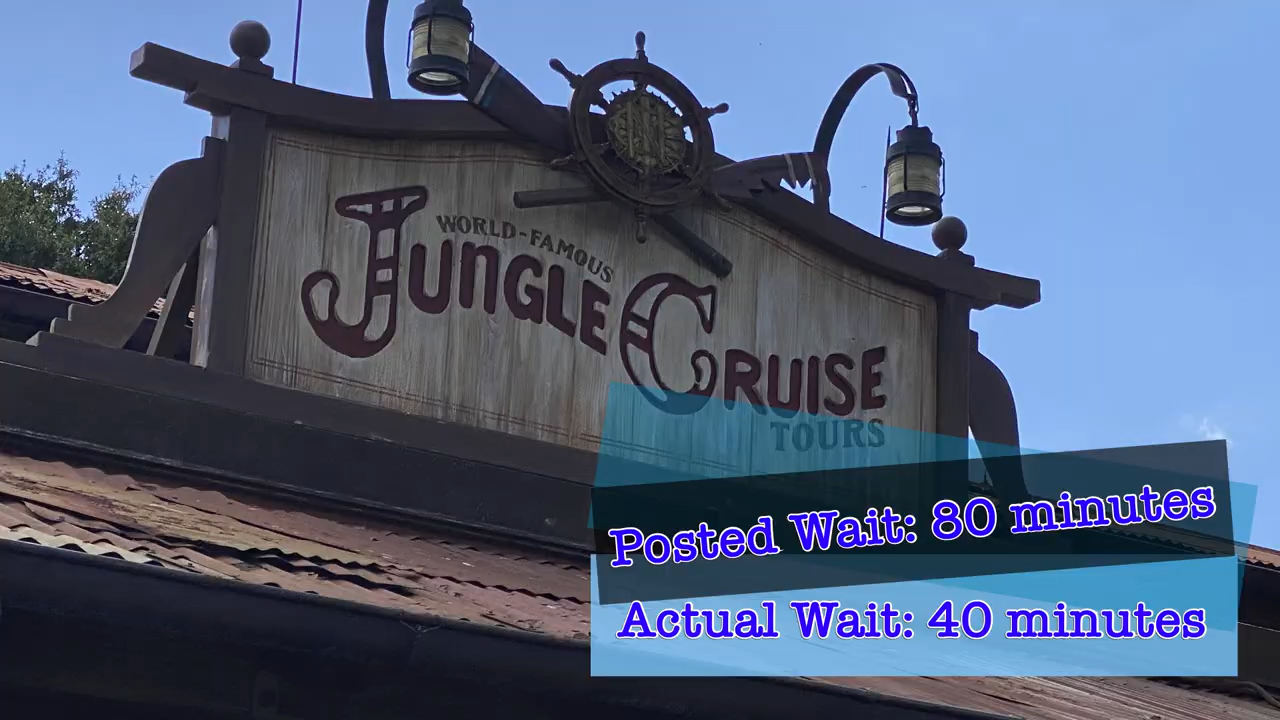 WORLD-FAMOUS
JUNGLE CRUISE
TOURS
Posted Wait: 80 minutes
Actual Wait: 40 minutes